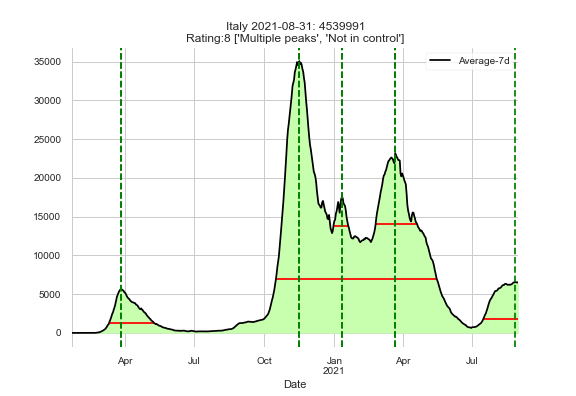 Italy 2021-08-31: 4539991
Rating:8 ['Multiple peaks', 'Not in control']
Average-7d
35000
30000
25000
20000
15000
10000
5000
0
Apr Jul Oct Jan Apr Jul
2021
Date